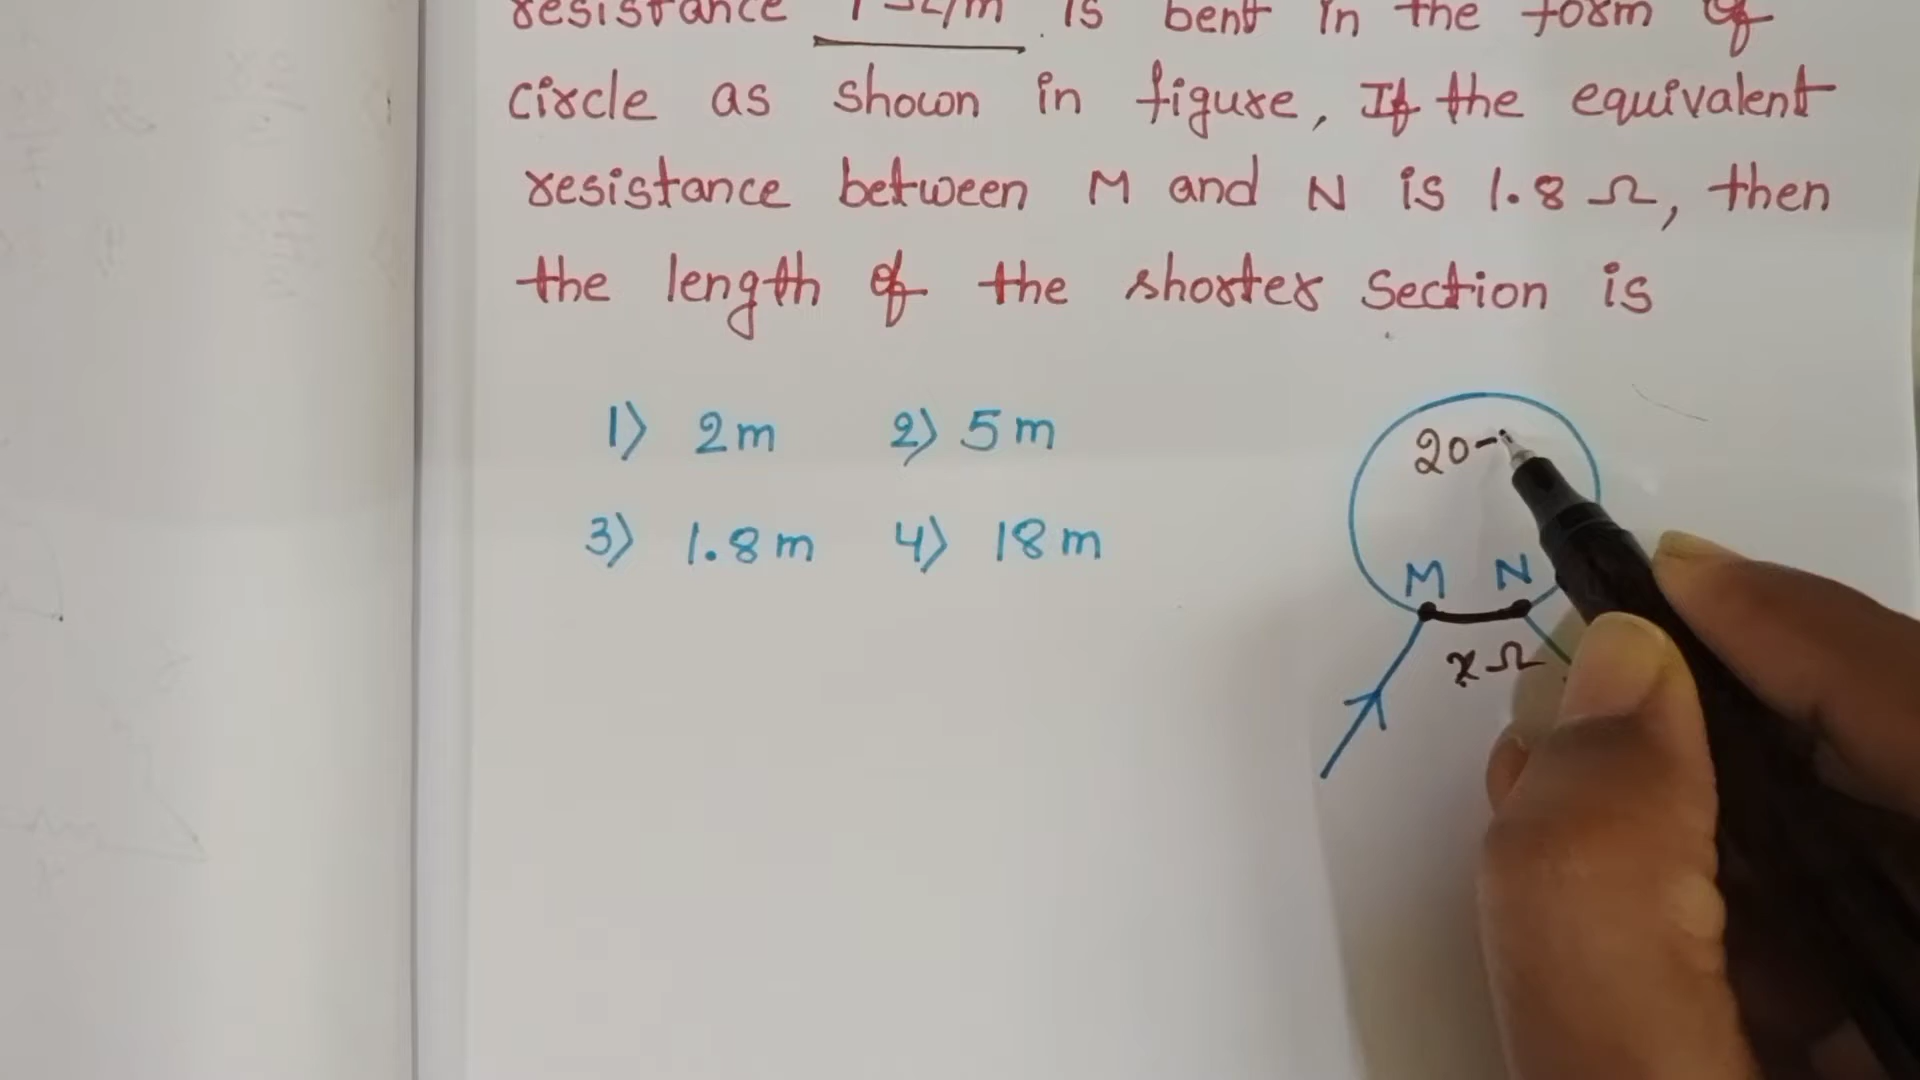 resistance 1 Ω/m is bent in the form of
circle as shown in figure, If the equivalent
resistance between M and N is 1.8 Ω, then
the length of the shorter section is
1) 2m 2) 5m
3) 1.8m 4) 18m
20-
M N
x Ω